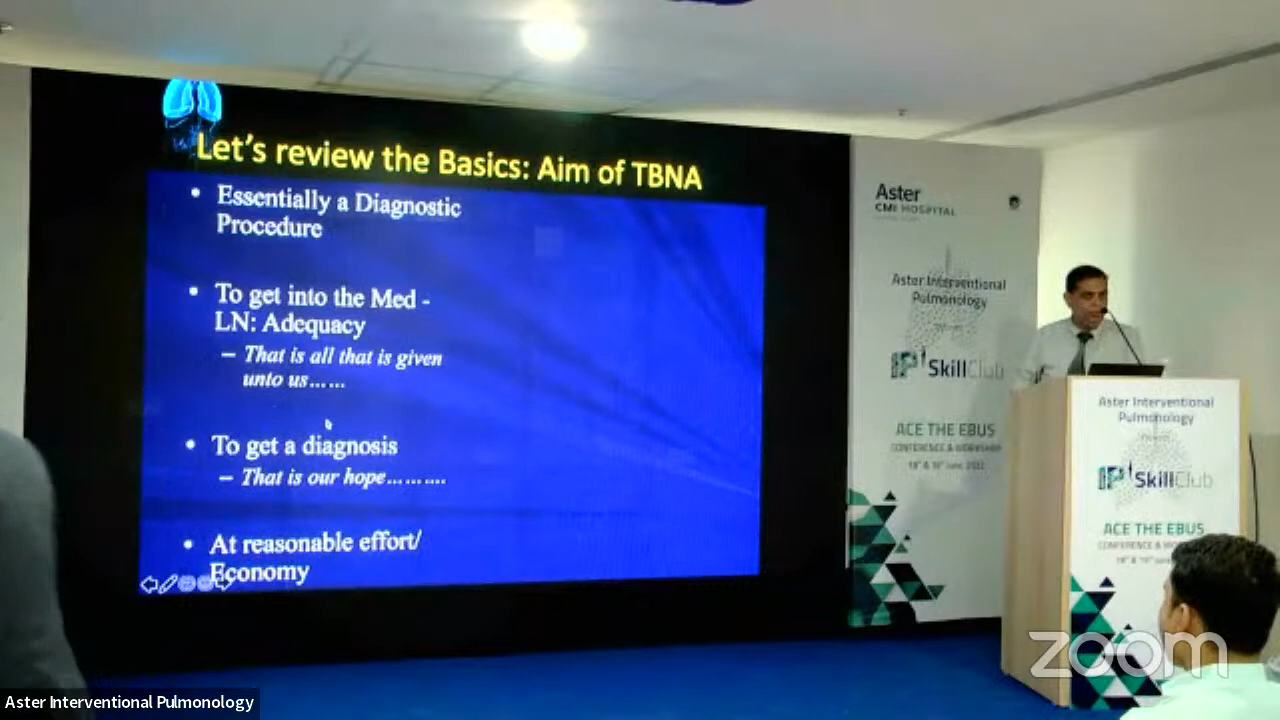 Let's review the Basics: Aim of TBNA
• Essentially a Diagnostic
Procedure
• To get into the Med -
LN: Adequacy
– That is all that is given
unto us……
• To get a diagnosis
– That is our hope……….
• At reasonable effort/
Economy
Aster
CMI HOSPITAL
Aster Interventional
Pulmonology
IP SkillClub
ACE THE EBUS
CONFERENCE & WORKSHOP
Aster Interventional
Pulmonology
IP SkillClub
ACE THE EBUS
CONFERENCE &
zoom
Aster Interventional Pulmonology